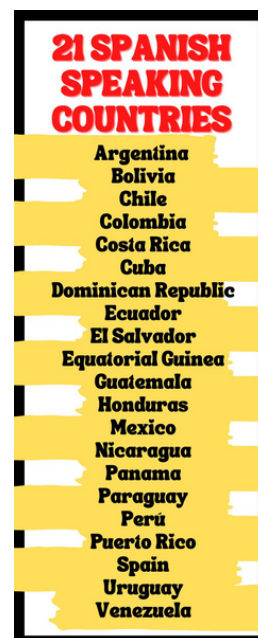 21 SPANISH
SPEAKING
COUNTRIES
Argentina
Bolivia
Chile
Colombia
Costa Rica
Cuba
Dominican Republic
Ecuador
El Salvador
Equatorial Guinea
Guatemala
Honduras
Mexico
Nicaragua
Panama
Paraguay
Perú
Puerto Rico
Spain
Uruguay
Venezuela